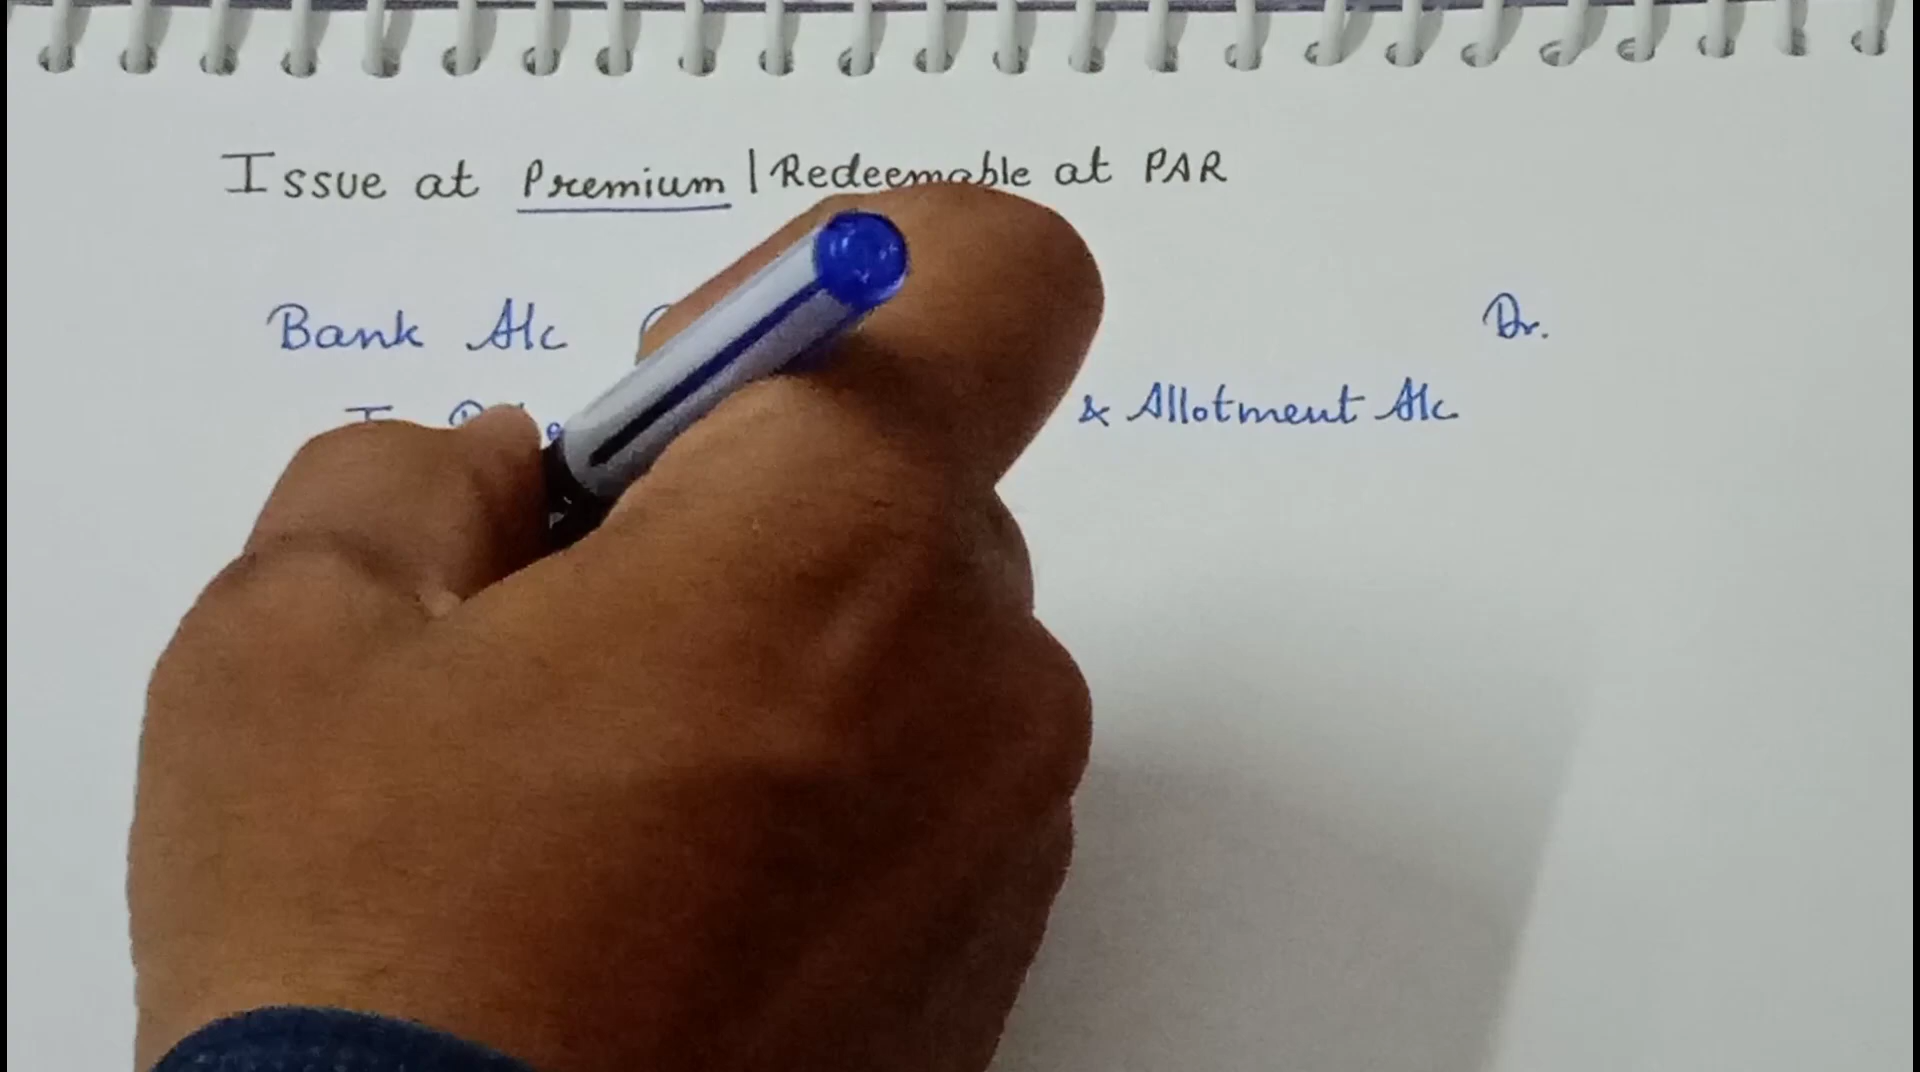 Issue at Premium | Redeemable at PAR
Bank A/c Dr.
& Allotment A/c